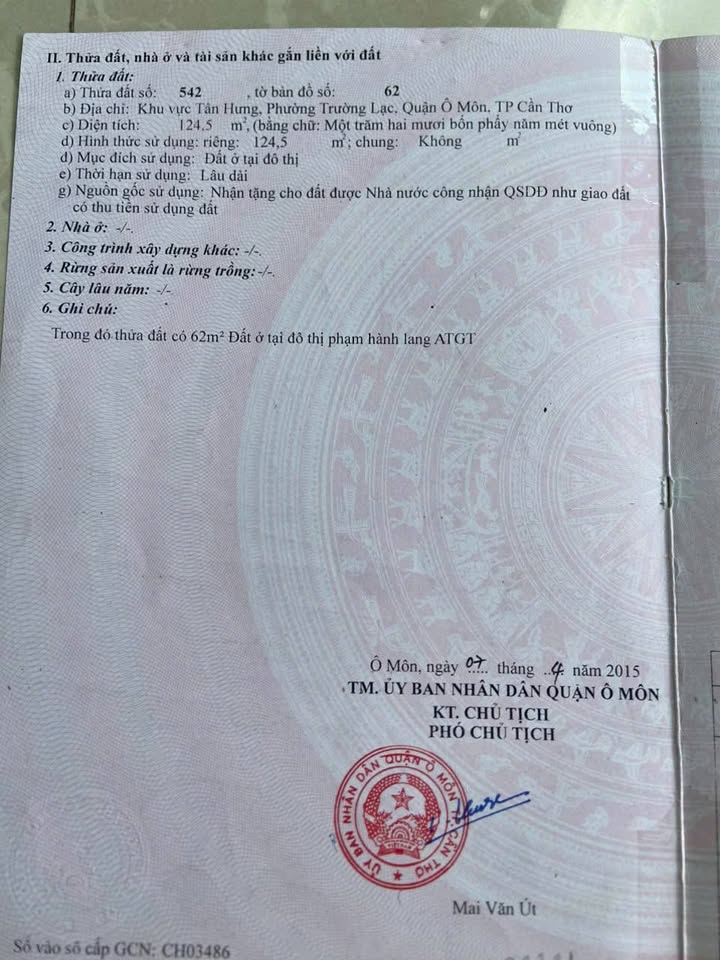 II. Thửa đất, nhà ở và tài sản khác gắn liền với đất
1. Thửa đất:
a) Thửa đất số: 542 , tờ bản đồ số: 62
b) Địa chỉ: Khu vực Tân Hưng, Phường Trường Lạc, Quận Ô Môn, TP Cần Thơ
c) Diện tích: 124,5 m², (bằng chữ: Một trăm hai mươi bốn phẩy năm mét vuông)
d) Hình thức sử dụng: riêng: 124,5 m²; chung: Không m²
đ) Mục đích sử dụng: Đất ở tại đô thị
e) Thời hạn sử dụng: Lâu dài
g) Nguồn gốc sử dụng: Nhận tặng cho đất được Nhà nước công nhận QSDĐ như giao đất
có thu tiền sử dụng đất
2. Nhà ở: -/-.
3. Công trình xây dựng khác: -/-.
4. Rừng sản xuất là rừng trồng: -/-.
5. Cây lâu năm: -/-.
6. Ghi chú:
Trong đó thửa đất có 62m² Đất ở tại đô thị phạm hành lang ATGT
Ô Môn, ngày 07 tháng 4 năm 2015
TM. ỦY BAN NHÂN DÂN QUẬN Ô MÔN
KT. CHỦ TỊCH
PHÓ CHỦ TỊCH
ỦY BAN NHÂN DÂN QUẬN Ô MÔN CẦN THƠ
Mai Văn Út
Số vào sổ cấp GCN: CH03486